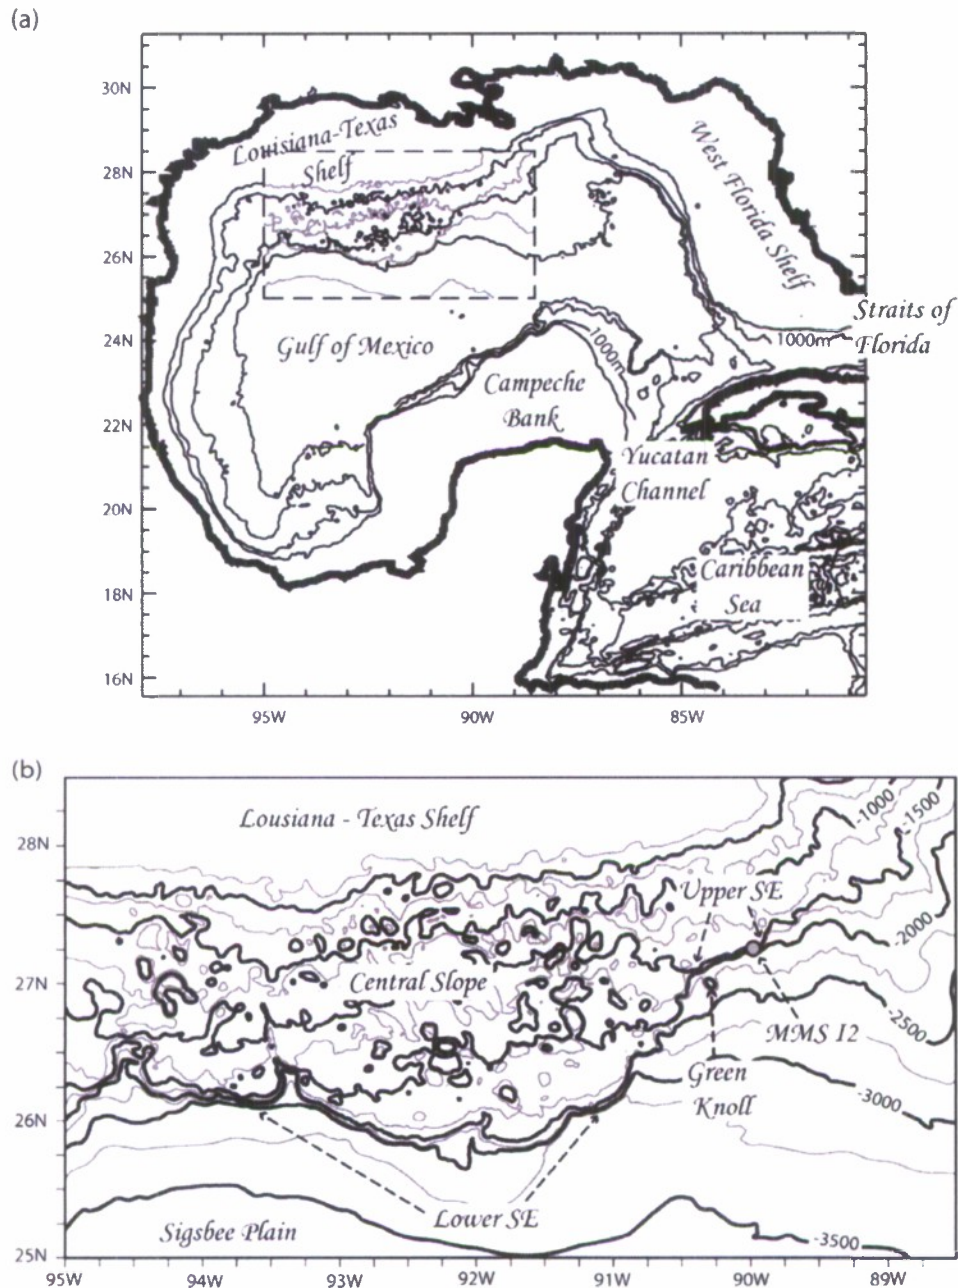 (a)
30N
28N
26N
24N
22N
20N
18N
16N
95W
90W
85W
Louisiana-Texas
Shelf
West Florida Shelf
Straits of
Florida
1000m
Gulf of Mexico
1000m
Campeche
Bank
Yucatan
Channel
Caribbean
Sea
(b)
28N
27N
26N
25N
95W
94W
93W
92W
91W
90W
89W
Lousiana - Texas Shelf
-1000
-1500
Upper SE
-2000
Central Slope
-2500
MMS I2
Green
Knoll
-3000
Lower SE
Sigsbee Plain
-3500